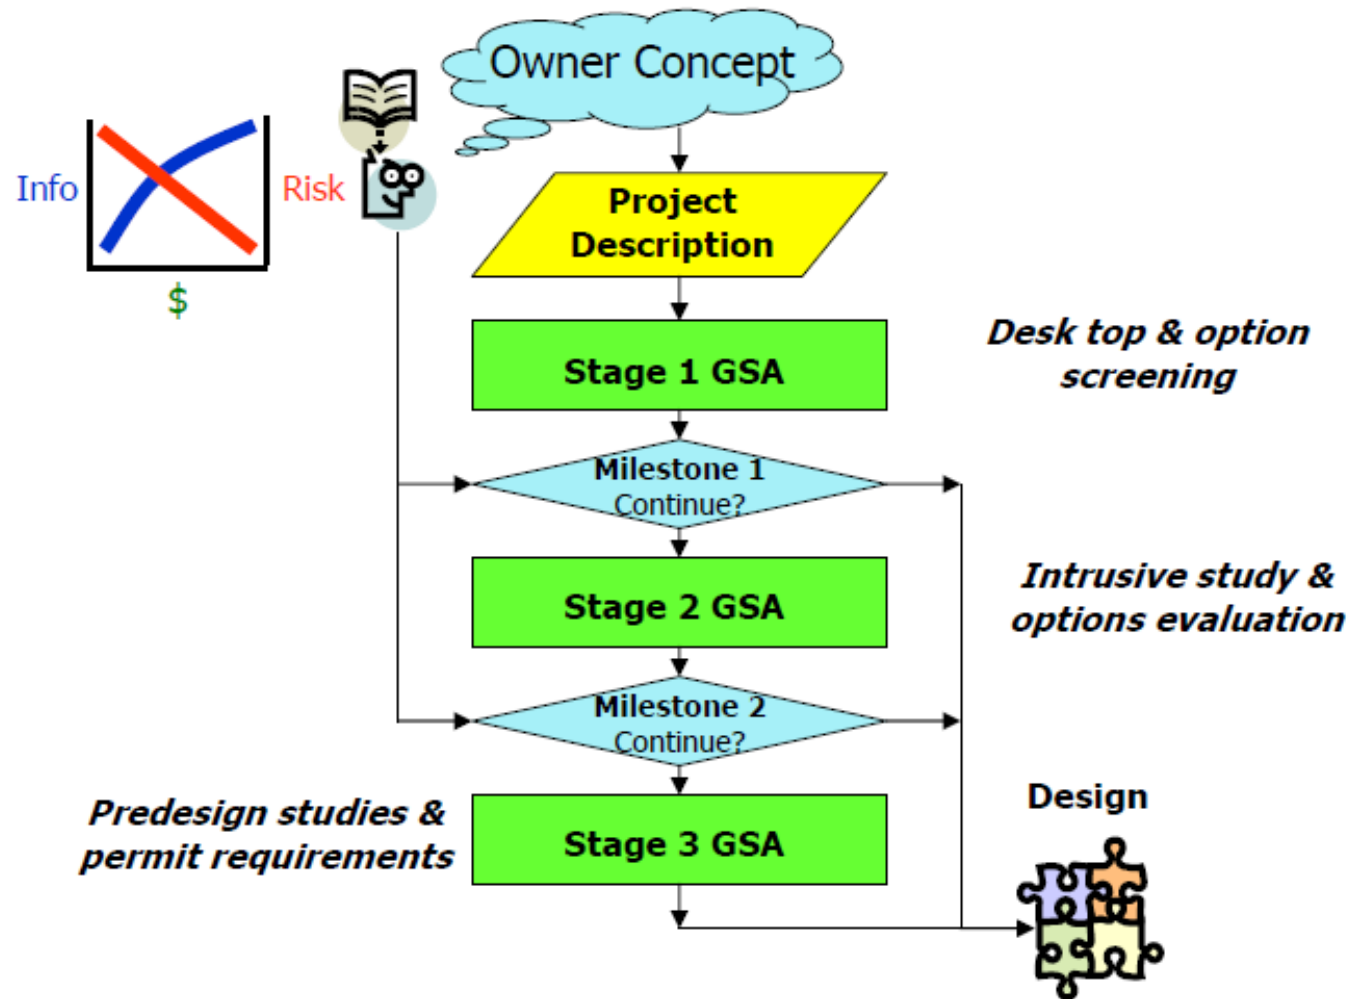 Owner Concept
Info
Risk
$
Project
Description
Stage 1 GSA
Desk top & option
screening
Milestone 1
Continue?
Stage 2 GSA
Intrusive study &
options evaluation
Milestone 2
Continue?
Predesign studies &
permit requirements
Stage 3 GSA
Design